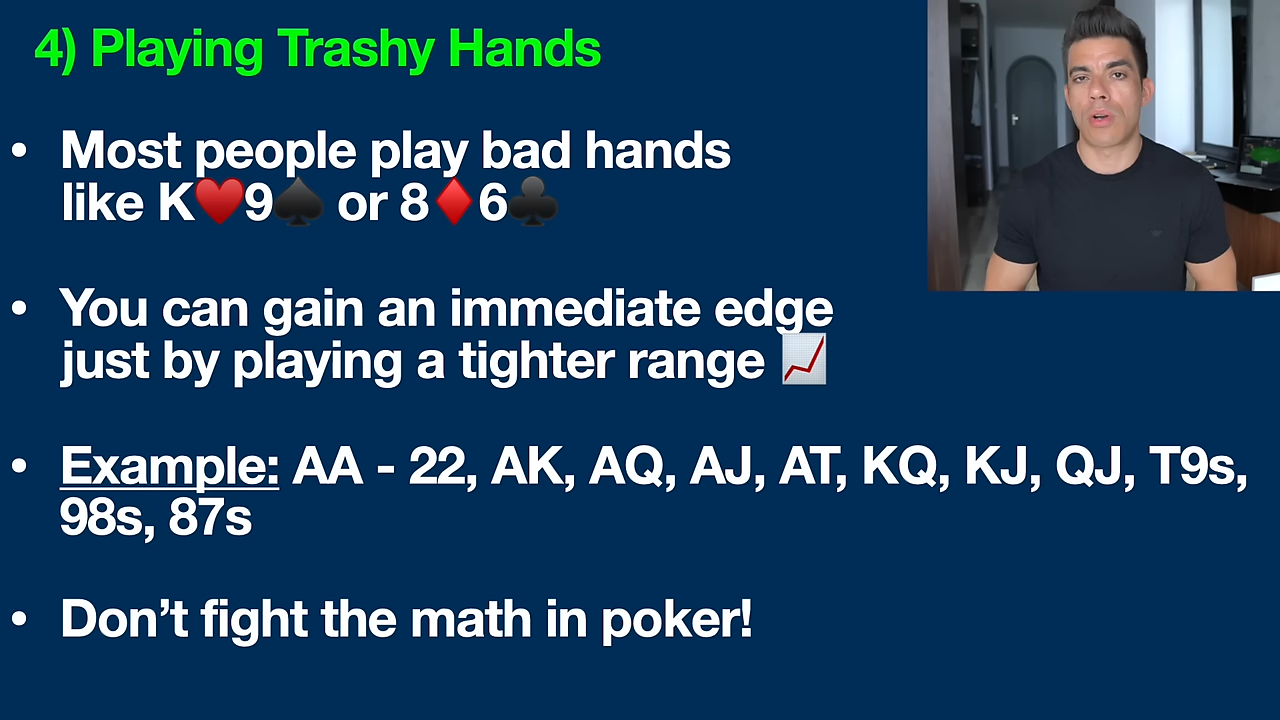 4) Playing Trashy Hands
• Most people play bad hands
like K♥️9♠️ or 8♦️6♣️
• You can gain an immediate edge
just by playing a tighter range 📈
• Example: AA - 22, AK, AQ, AJ, AT, KQ, KJ, QJ, T9s,
98s, 87s
• Don’t fight the math in poker!